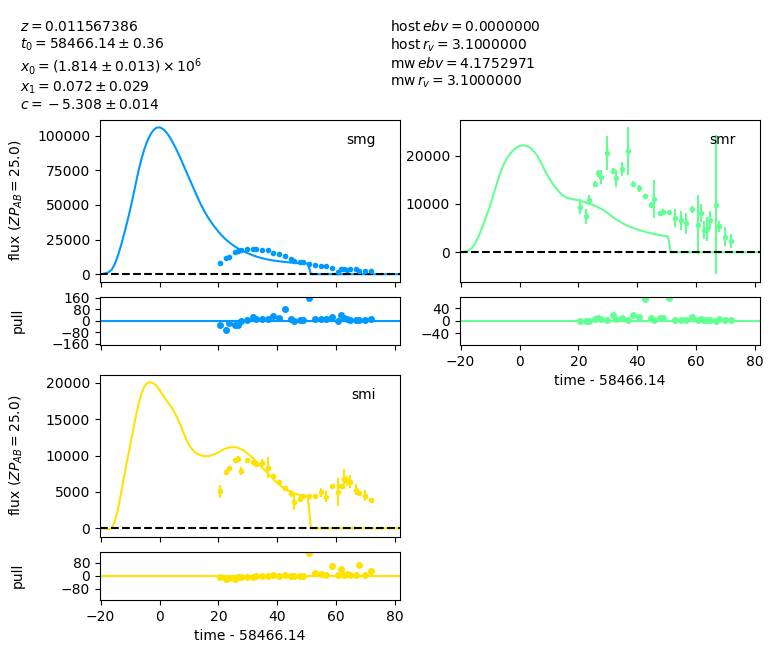 z = 0.011567386
t₀ = 58466.14 ± 0.36
x₀ = (1.814 ± 0.013) × 10⁶
x₁ = 0.072 ± 0.029
c = −5.308 ± 0.014
host ebv = 0.0000000
host r_v = 3.1000000
mw ebv = 4.1752971
mw r_v = 3.1000000
smg
flux (ZP_AB = 25.0)
100000
75000
50000
25000
0
pull
160
80
0
−80
−160
smr
20000
10000
0
40
0
−40
−20 0 20 40 60 80
time - 58466.14
smi
flux (ZP_AB = 25.0)
20000
15000
10000
5000
0
pull
80
0
−80
−20 0 20 40 60 80
time - 58466.14